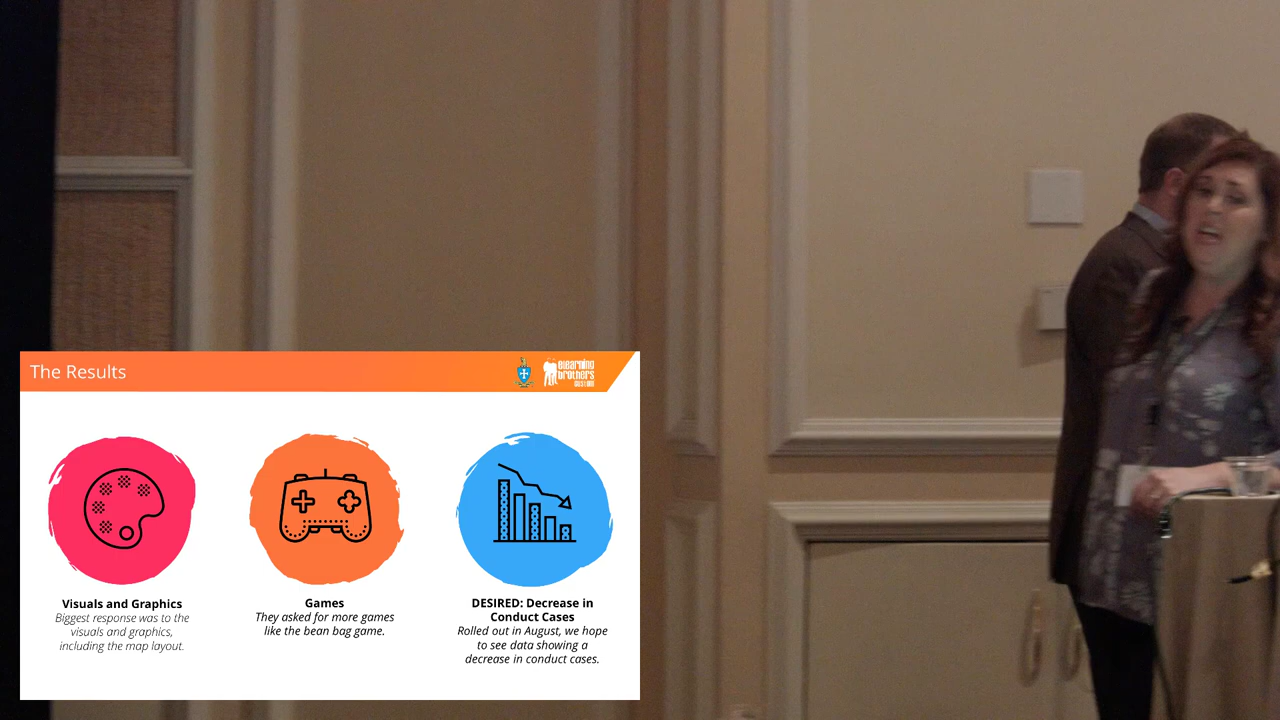 The Results
elearning
brothers
CUSTOM
Visuals and Graphics
Biggest response was to the
visuals and graphics,
including the map layout.
Games
They asked for more games
like the bean bag game.
DESIRED: Decrease in
Conduct Cases
Rolled out in August, we hope
to see data showing a
decrease in conduct cases.